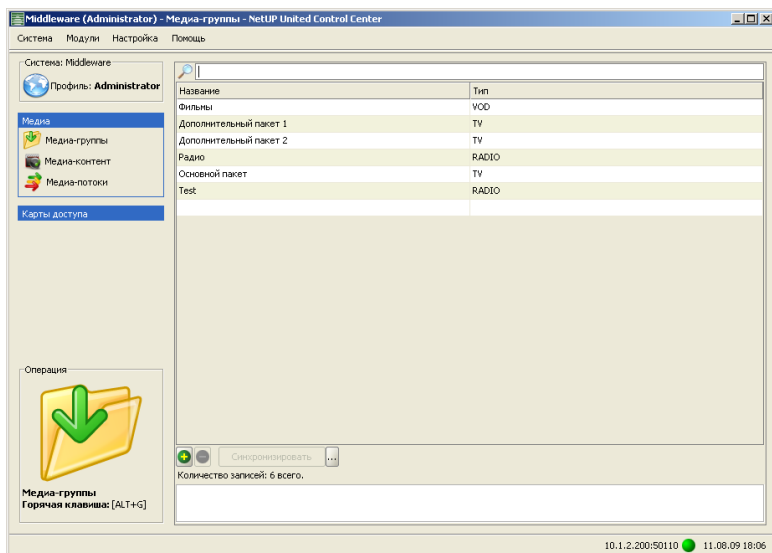 Middleware (Administrator) - Медиа-группы - NetUP United Control Center
Система Модули Настройка Помощь
Система: Middleware
Профиль: Administrator
Медиа
Медиа-группы
Медиа-контент
Медиа-потоки
Карты доступа
Название Тип
Фильмы VOD
Дополнительный пакет 1 TV
Дополнительный пакет 2 TV
Радио RADIO
Основной пакет TV
Test RADIO
Операция
Медиа-группы
Горячая клавиша: [ALT+G]
Синхронизировать ...
Количество записей: 6 всего.
10.1.2.200:50110 11.08.09 18:06